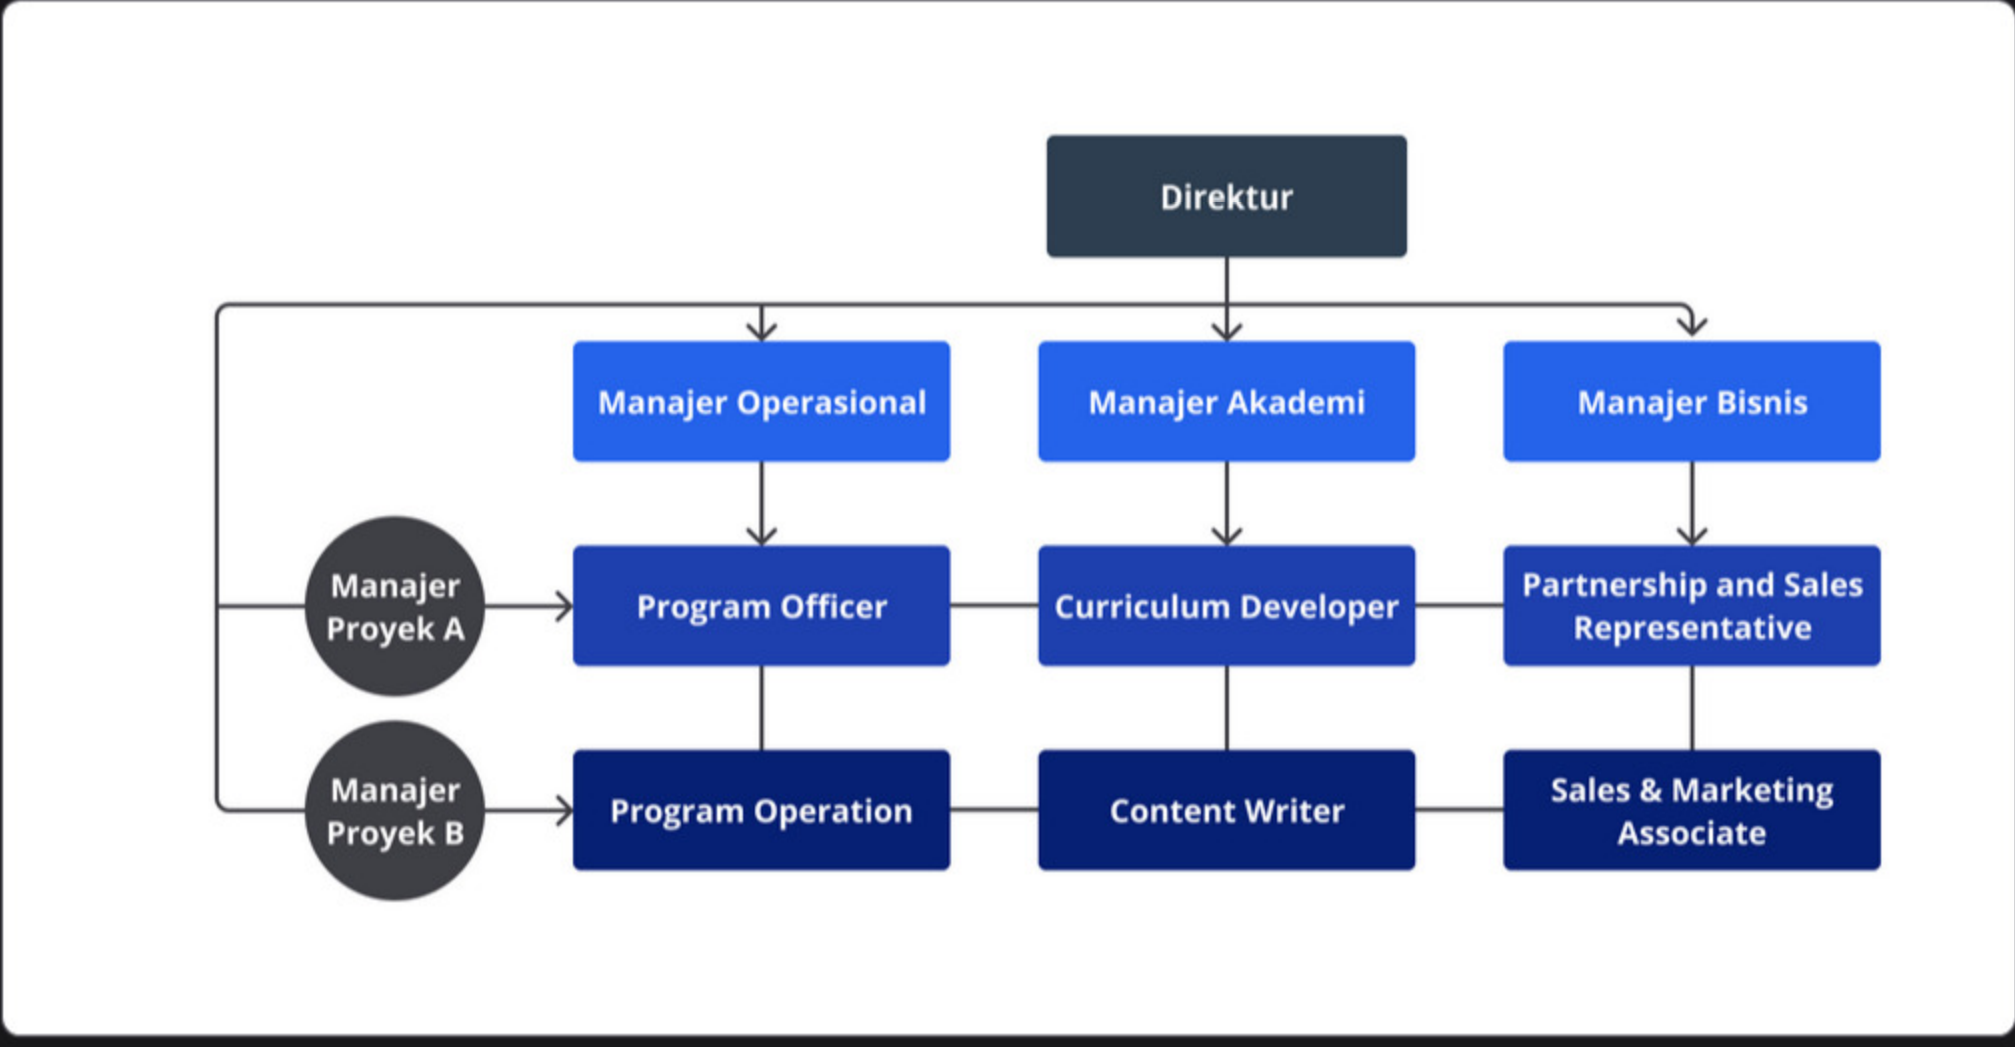 Direktur
Manajer Operasional
Manajer Akademi
Manajer Bisnis
Manajer
Proyek A
Program Officer
Curriculum Developer
Partnership and Sales
Representative
Manajer
Proyek B
Program Operation
Content Writer
Sales & Marketing
Associate